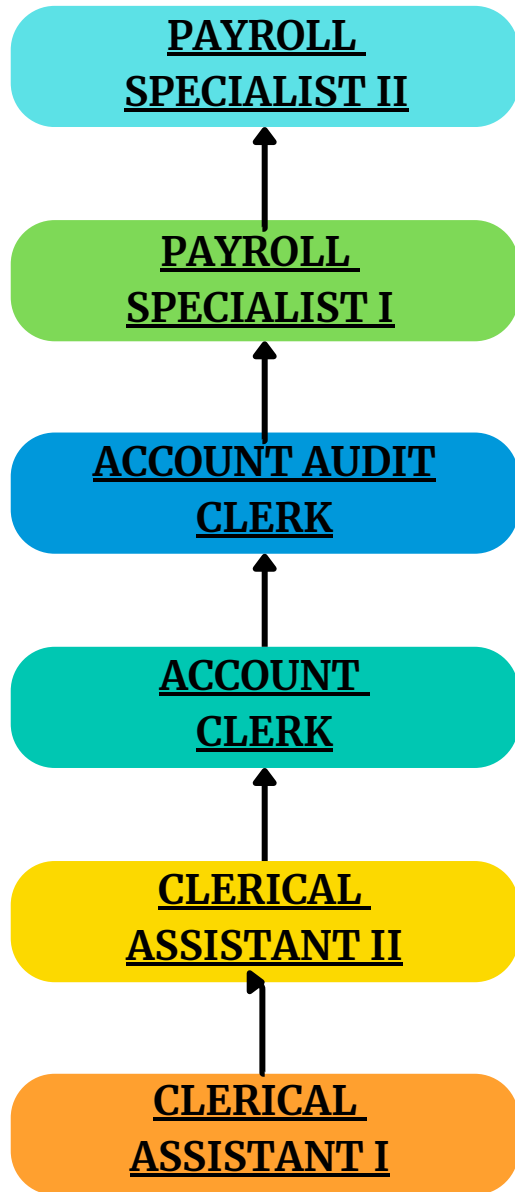 PAYROLL
SPECIALIST II
PAYROLL
SPECIALIST I
ACCOUNT AUDIT
CLERK
ACCOUNT
CLERK
CLERICAL
ASSISTANT II
CLERICAL
ASSISTANT I